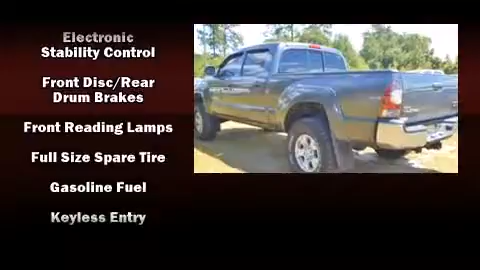 Electronic
Stability Control
Front Disc/Rear
Drum Brakes
Front Reading Lamps
Full Size Spare Tire
Gasoline Fuel
Keyless Entry